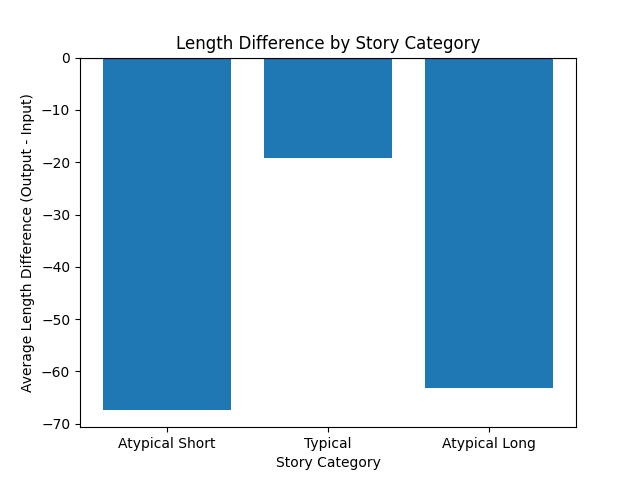 Length Difference by Story Category
Average Length Difference (Output - Input)
0
−10
−20
−30
−40
−50
−60
−70
Atypical Short Typical Atypical Long
Story Category